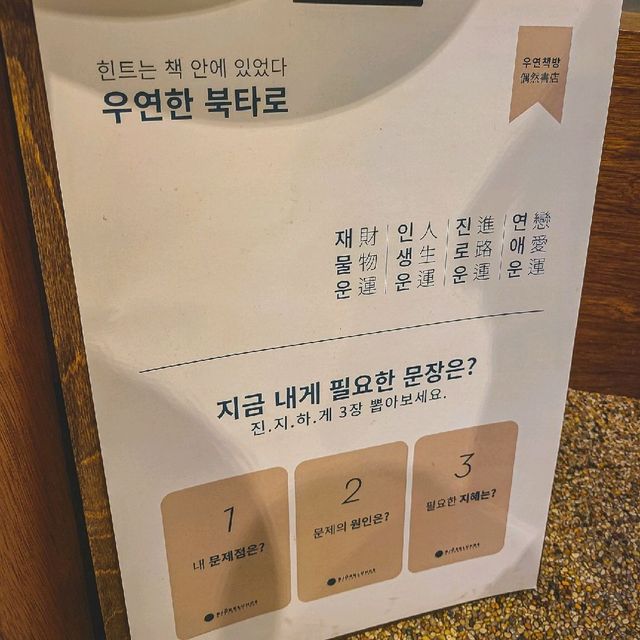 힌트는 책 안에 있었다
우연한 북타로
우연책방
偶然書店
재물운 財物運
인생운 人生運
진로운 進路運
연애운 戀愛運
지금 내게 필요한 문장은?
진.지.하.게 3장 뽑아보세요.
1
내 문제점은?
2
문제의 원인은?
3
필요한 지혜는?